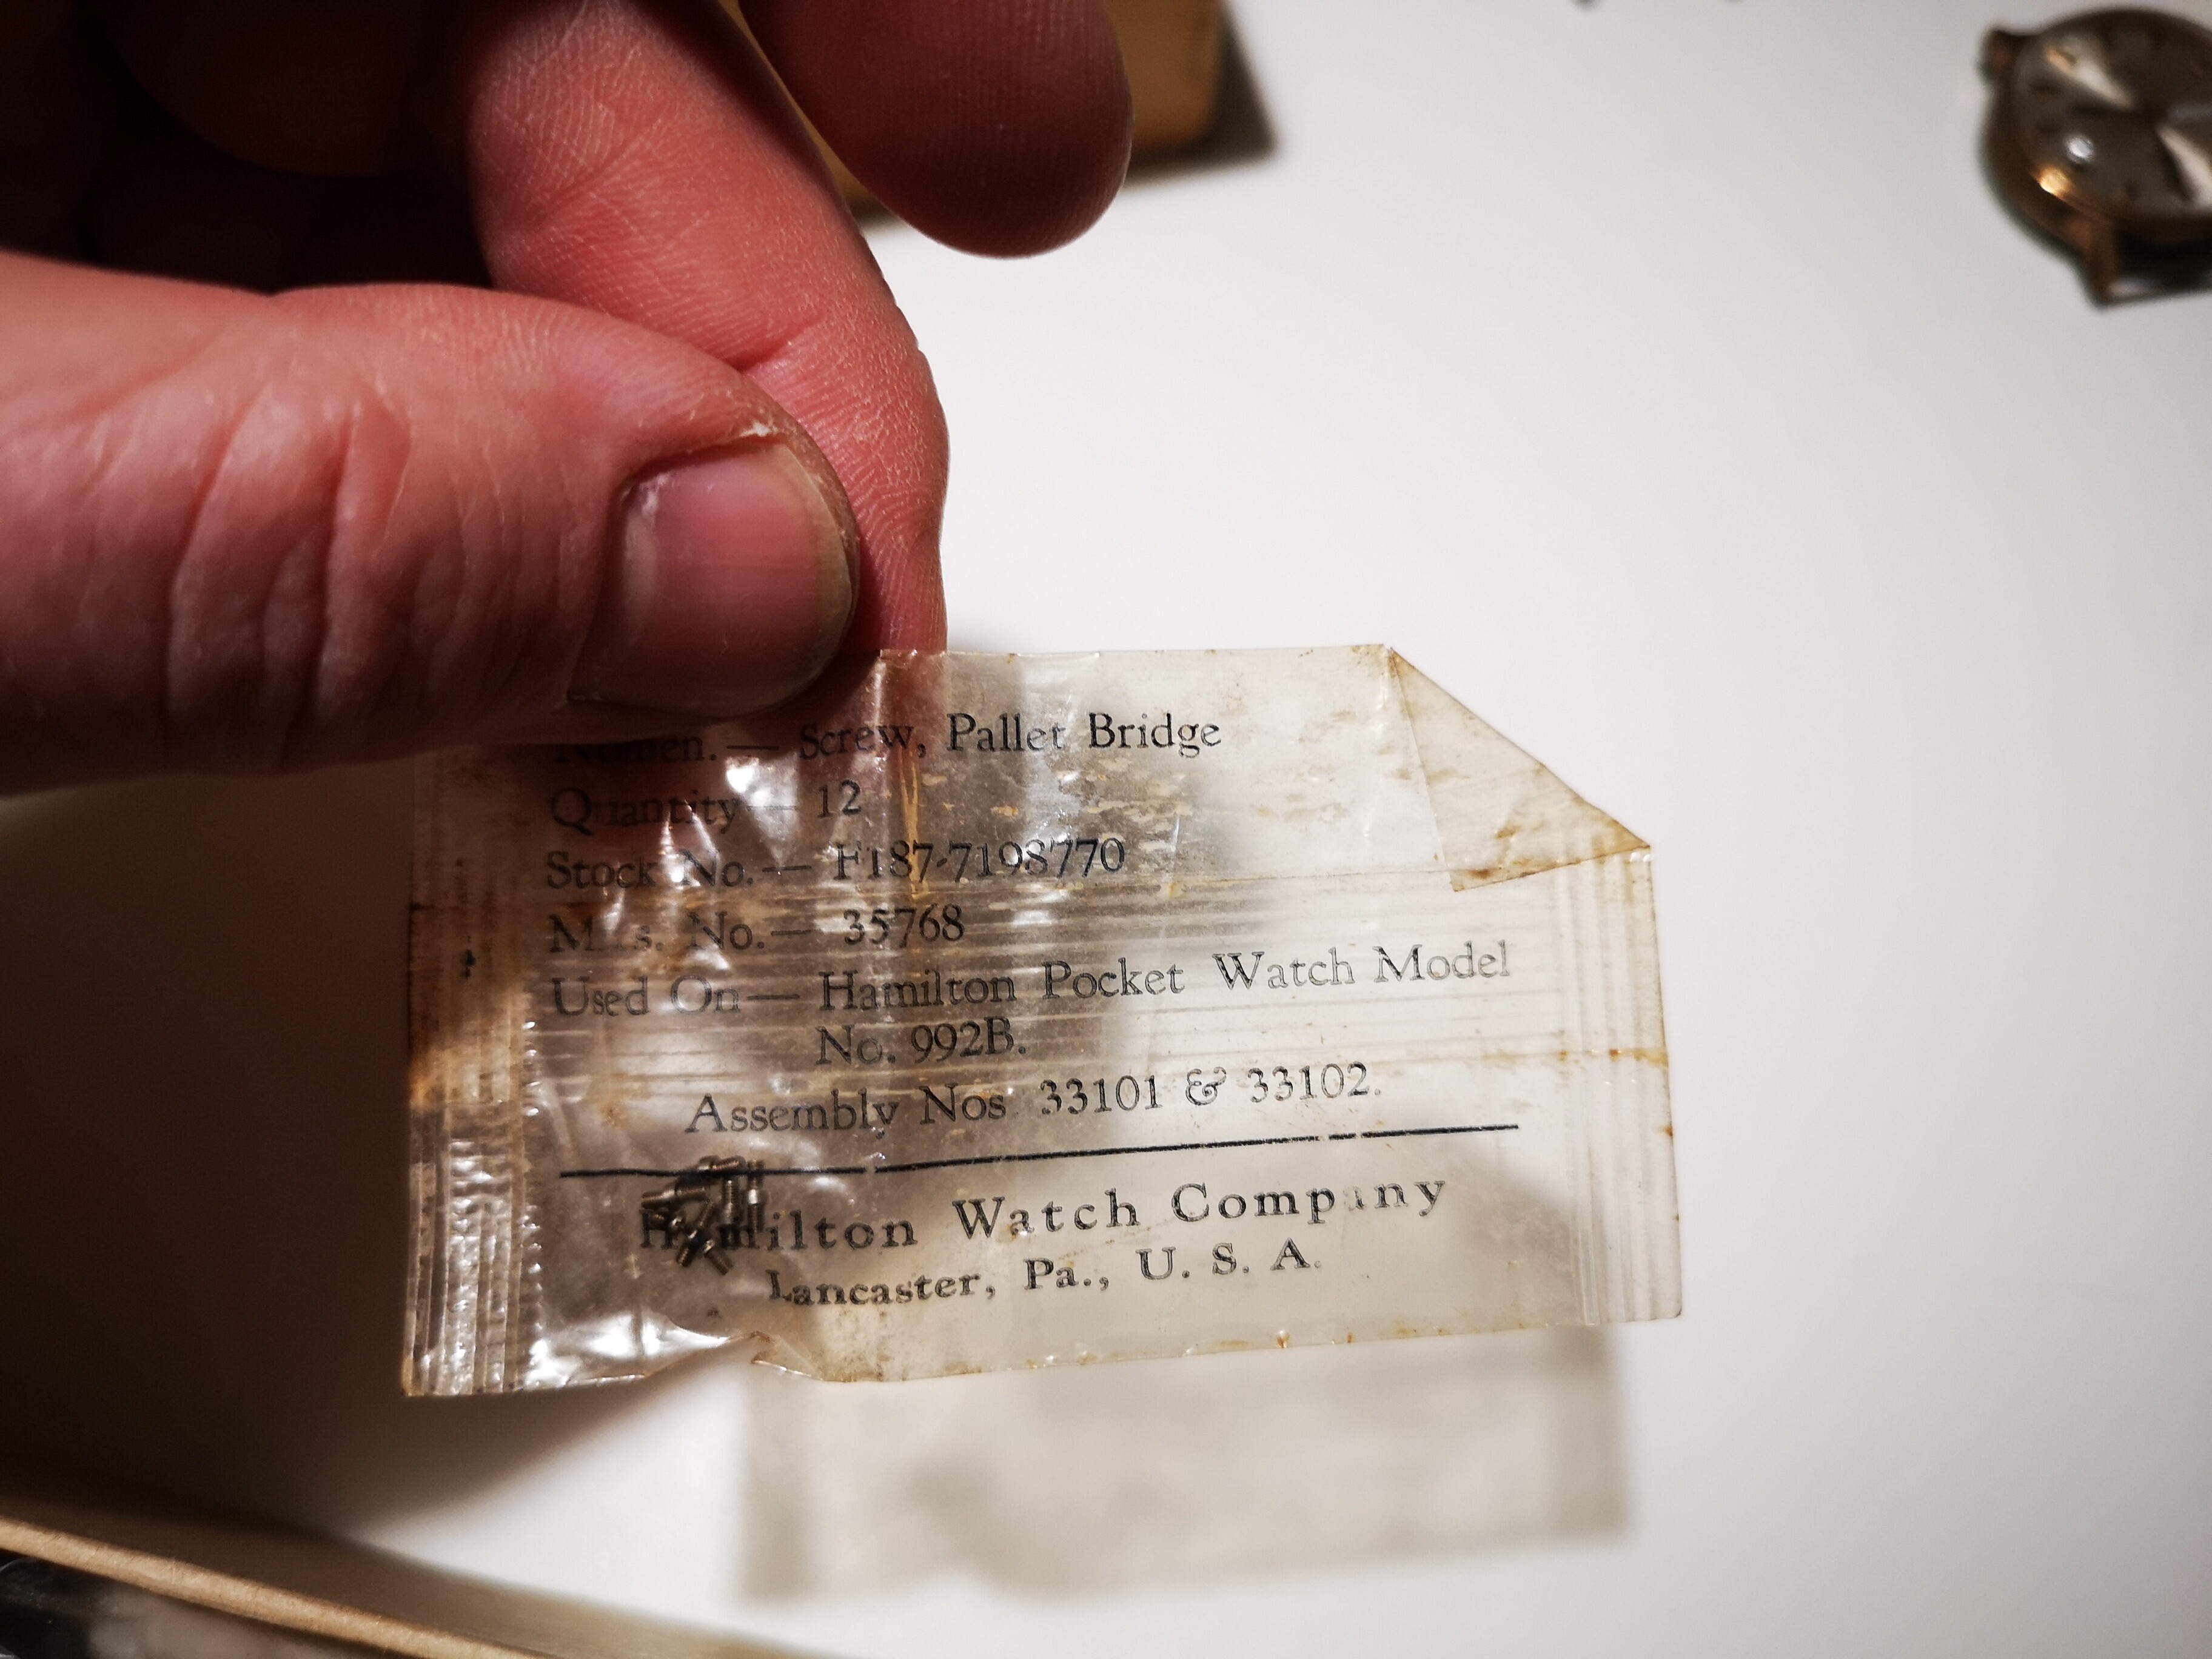 Nomen. — Screw, Pallet Bridge
Quantity — 12
Stock No. — F187-7198770
No. — 35768
Used On — Hamilton Pocket Watch Model
No. 992B.
Assembly Nos 33101 & 33102.
Hamilton Watch Company
Lancaster, Pa., U. S. A.